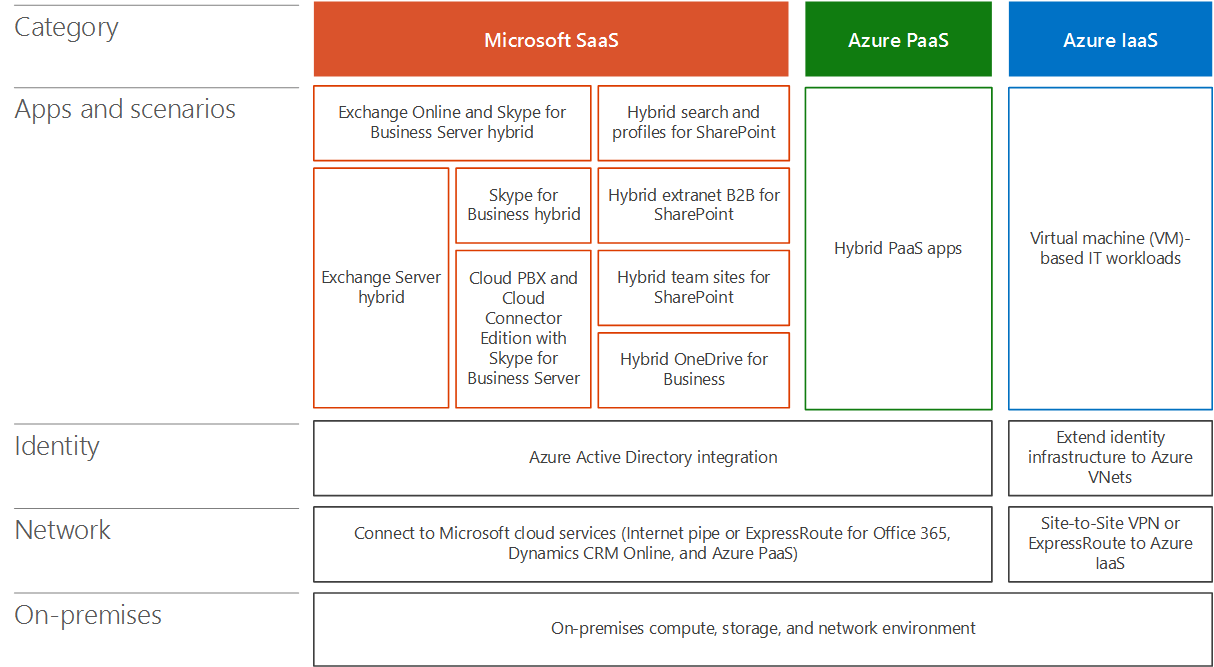 Category
Microsoft SaaS
Azure PaaS
Azure IaaS
Apps and scenarios
Exchange Online and Skype for
Business Server hybrid
Hybrid search and
profiles for SharePoint
Exchange Server
hybrid
Skype for
Business hybrid
Hybrid extranet B2B for
SharePoint
Cloud PBX and
Cloud
Connector
Edition with
Skype for
Business Server
Hybrid team sites for
SharePoint
Hybrid OneDrive for
Business
Hybrid PaaS apps
Virtual machine (VM)-
based IT workloads
Identity
Azure Active Directory integration
Extend identity
infrastructure to Azure
VNets
Network
Connect to Microsoft cloud services (Internet pipe or ExpressRoute for Office 365,
Dynamics CRM Online, and Azure PaaS)
Site-to-Site VPN or
ExpressRoute to Azure
IaaS
On-premises
On-premises compute, storage, and network environment